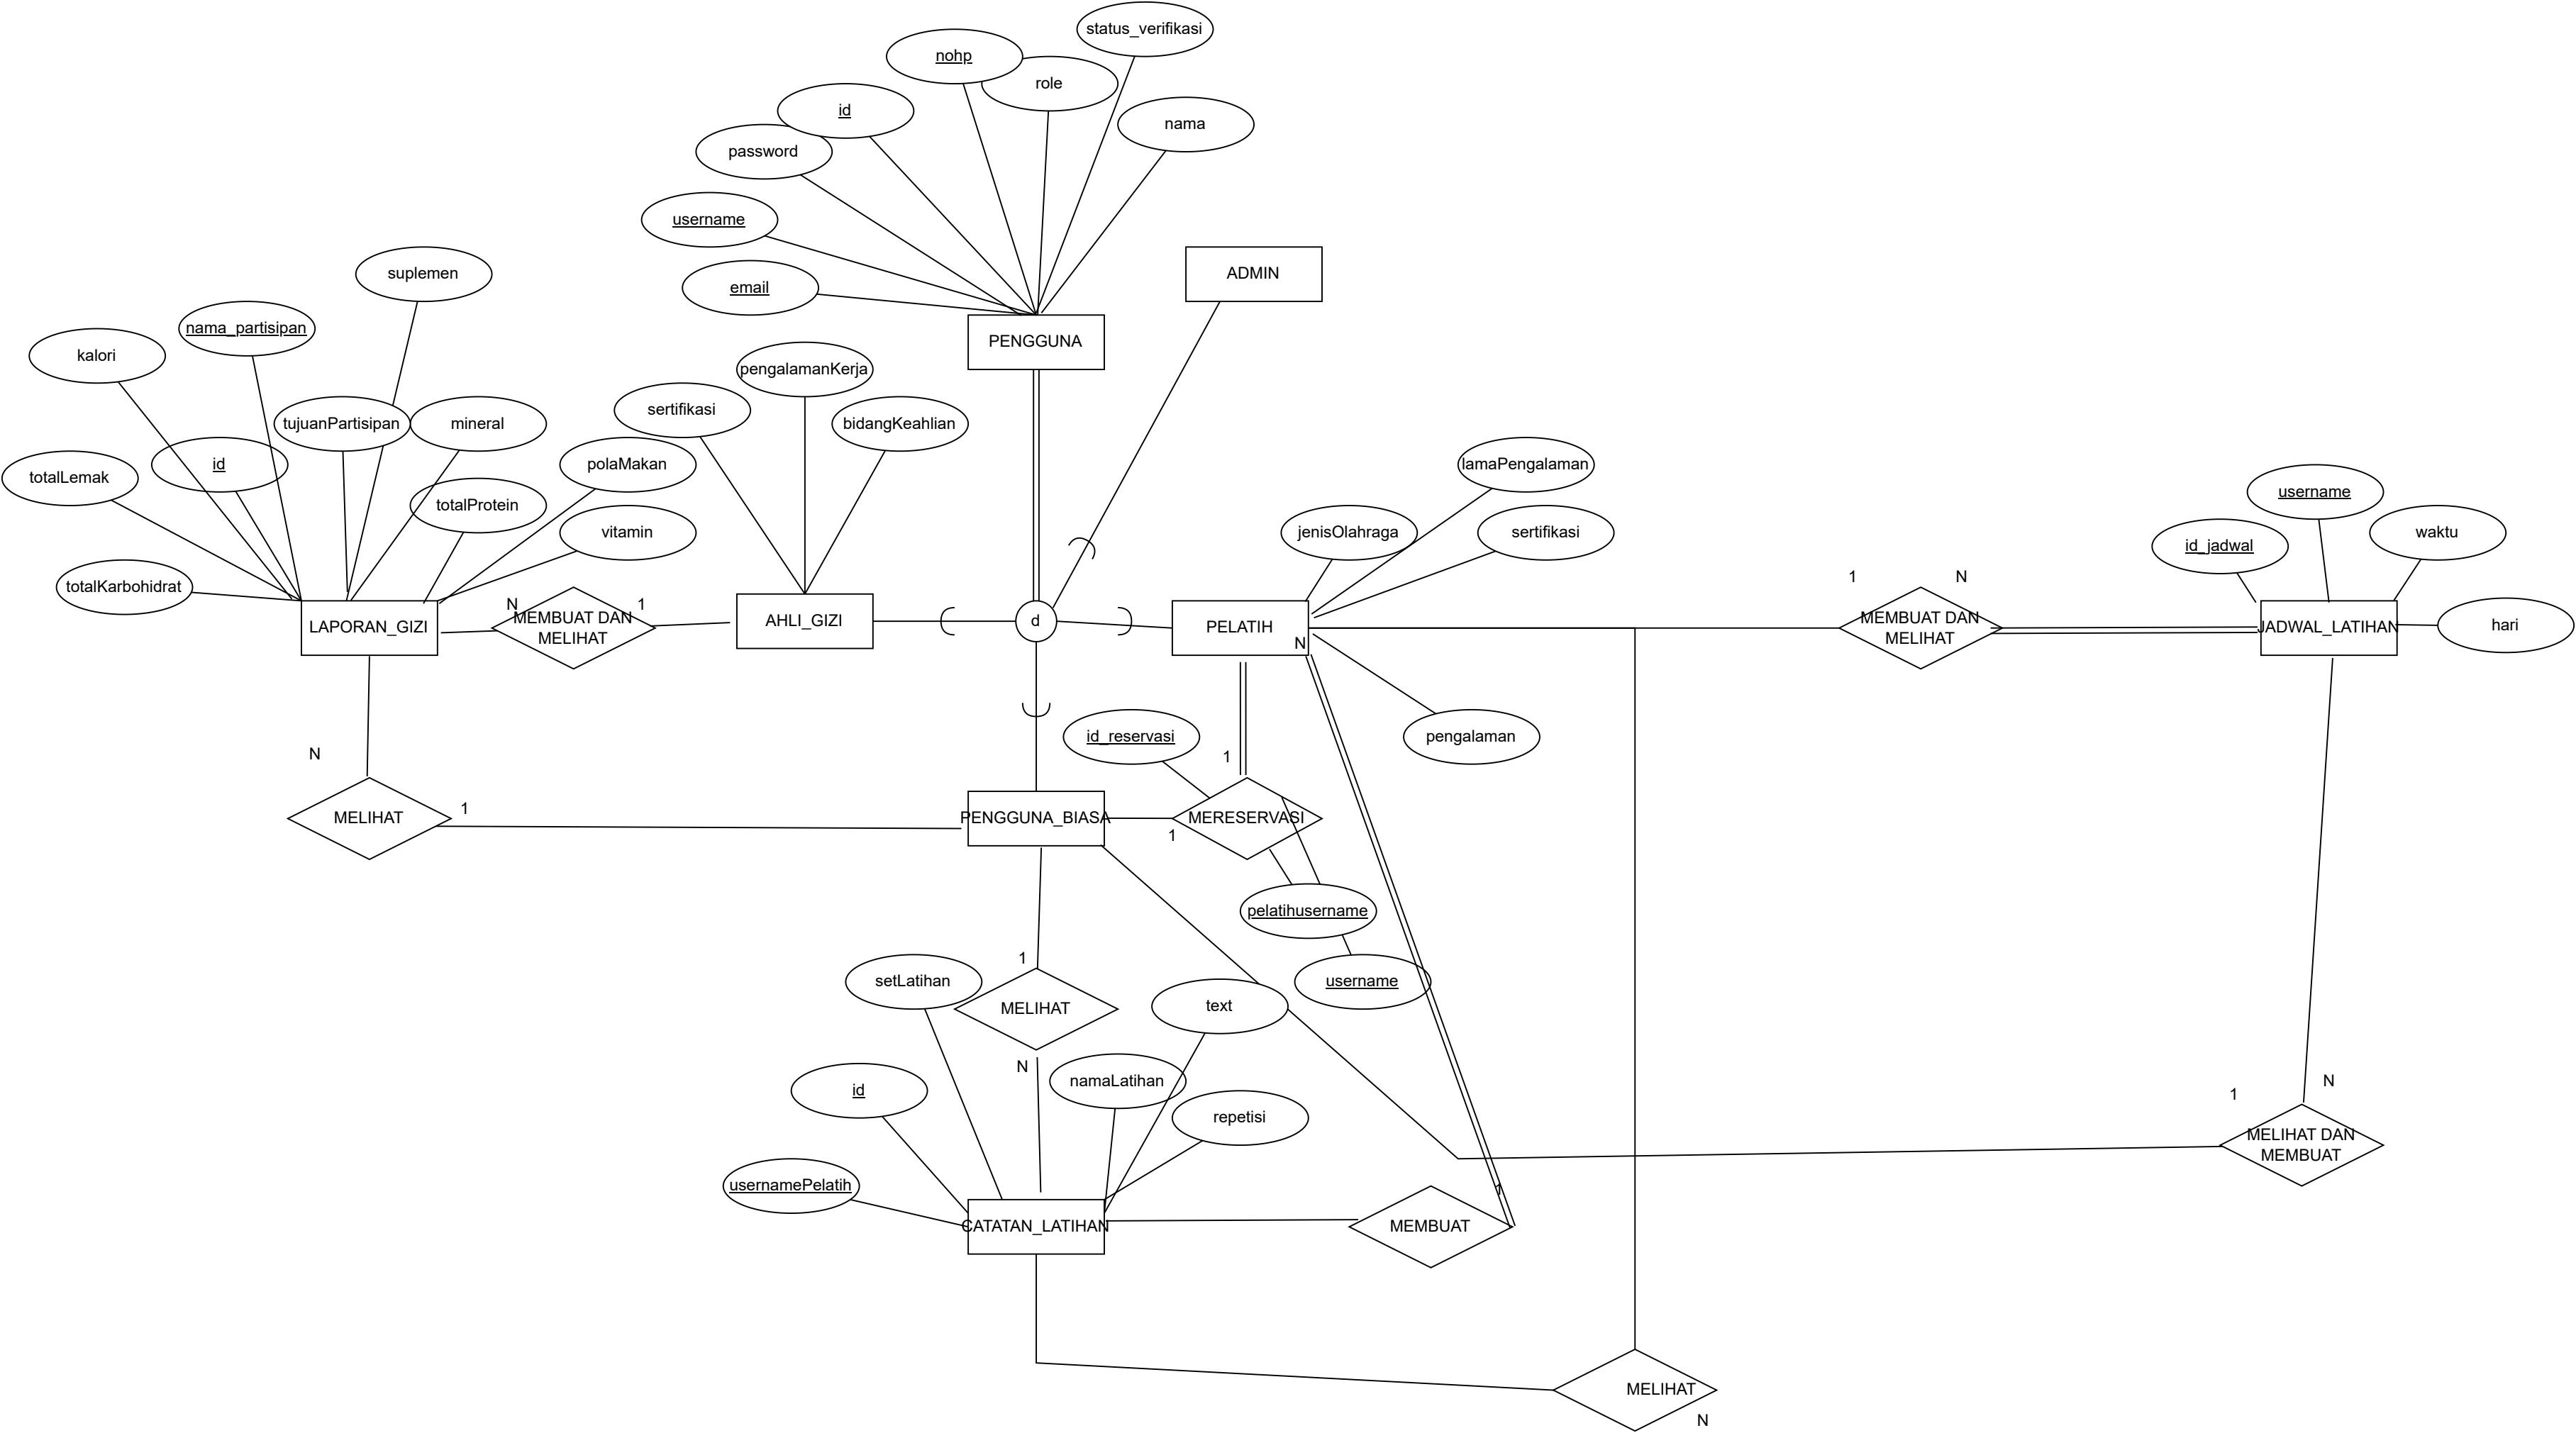 status_verifikasi
nohp
role
id
nama
password
username
email
suplemen
ADMIN
nama_partisipan
PENGGUNA
kalori
pengalamanKerja
sertifikasi
tujuanPartisipan
mineral
bidangKeahlian
totalLemak
id
polaMakan
lamaPengalaman
username
totalProtein
vitamin
jenisOlahraga
sertifikasi
id_jadwal
waktu
totalKarbohidrat
1
N
N
1
LAPORAN_GIZI
MEMBUAT DAN
MELIHAT
AHLI_GIZI
d
PELATIH
N
MEMBUAT DAN
MELIHAT
JADWAL_LATIHAN
hari
id_reservasi
pengalaman
N
1
1
MELIHAT
PENGGUNA_BIASA
MERESERVASI
1
pelatihusername
1
setLatihan
username
MELIHAT
text
N
namaLatihan
N
id
1
repetisi
MELIHAT DAN
MEMBUAT
usernamePelatih
1
CATATAN_LATIHAN
MEMBUAT
MELIHAT
N